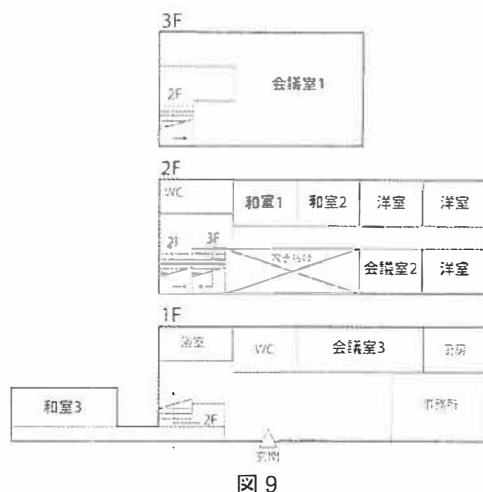 3F
会議室1
2F
2F
WC
和室1
和室2
洋室
洋室
2F
3F
吹き抜け
会議室2
洋室
1F
浴室
WC
会議室3
厨房
和室3
2F
事務所
玄関
図 9